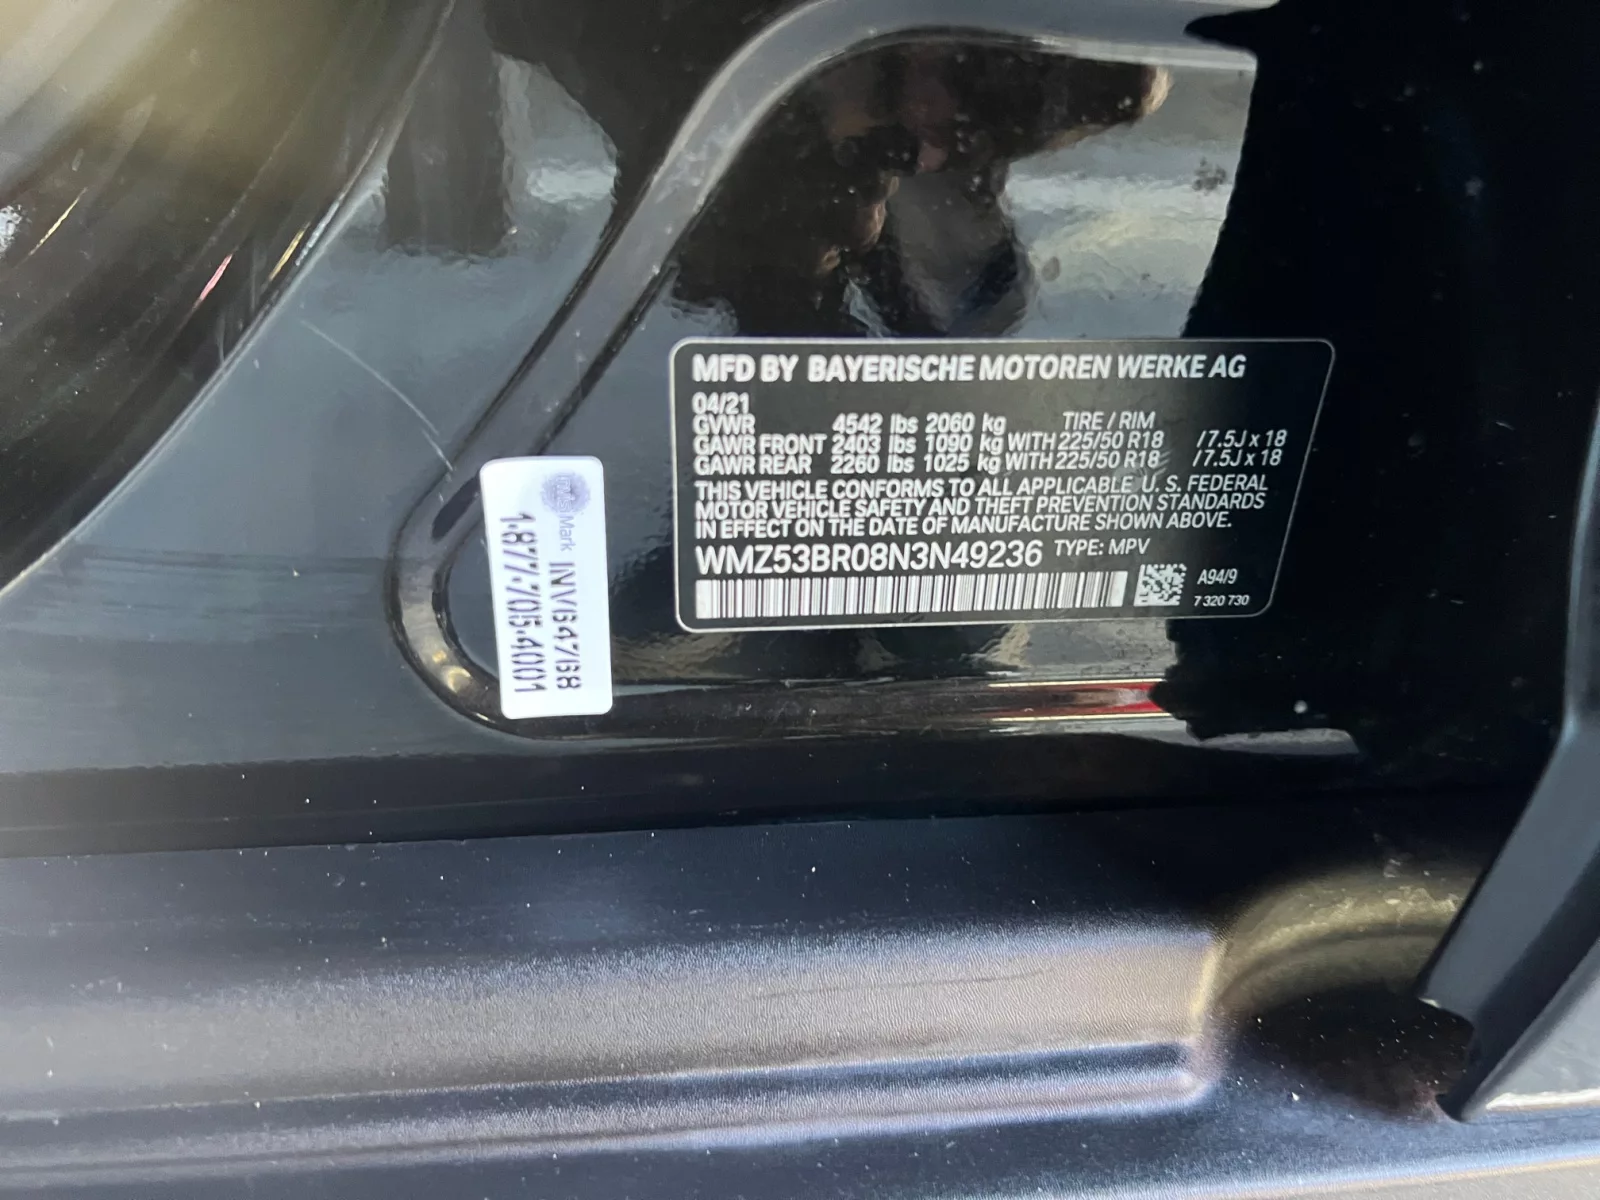 MFD BY BAYERISCHE MOTOREN WERKE AG
04/21
GVWR 4542 lbs 2060 kg TIRE / RIM
GAWR FRONT 2403 lbs 1090 kg WITH 225/50 R18 /7.5J x 18
GAWR REAR 2260 lbs 1025 kg WITH 225/50 R18 /7.5J x 18
THIS VEHICLE CONFORMS TO ALL APPLICABLE U. S. FEDERAL
MOTOR VEHICLE SAFETY AND THEFT PREVENTION STANDARDS
IN EFFECT ON THE DATE OF MANUFACTURE SHOWN ABOVE.
WMZ53BR08N3N49236 TYPE: MPV
A94/9
7 320 730
Mark INV64768
1-877-705-4001